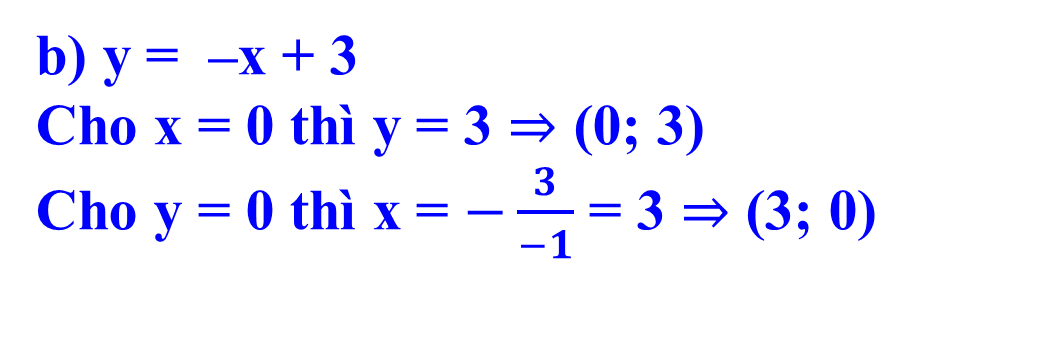 b) y = –x + 3
Cho x = 0 thì y = 3 ⇒ (0; 3)
Cho y = 0 thì x = − 3/−1 = 3 ⇒ (3; 0)